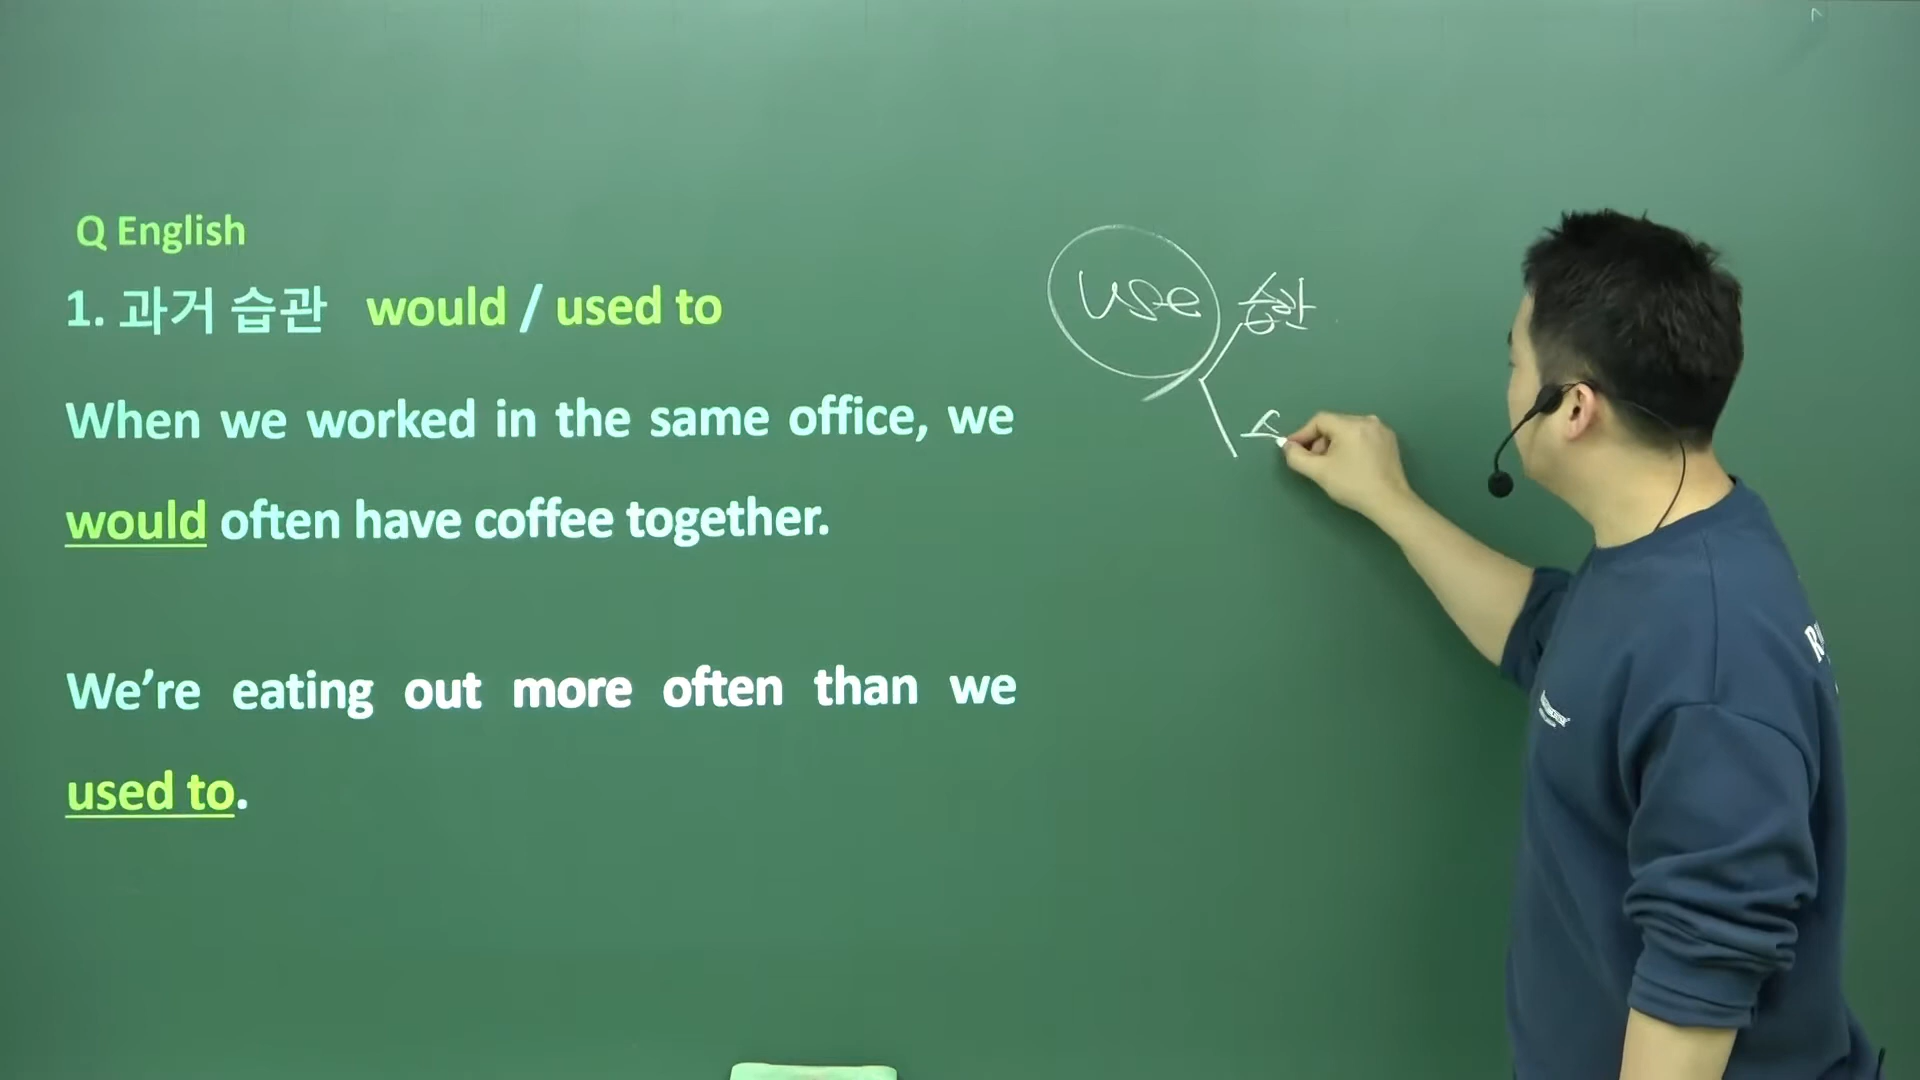 Q English
1. 과거 습관 would / used to
When we worked in the same office, we
would often have coffee together.
We’re eating out more often than we
used to.
use
습관